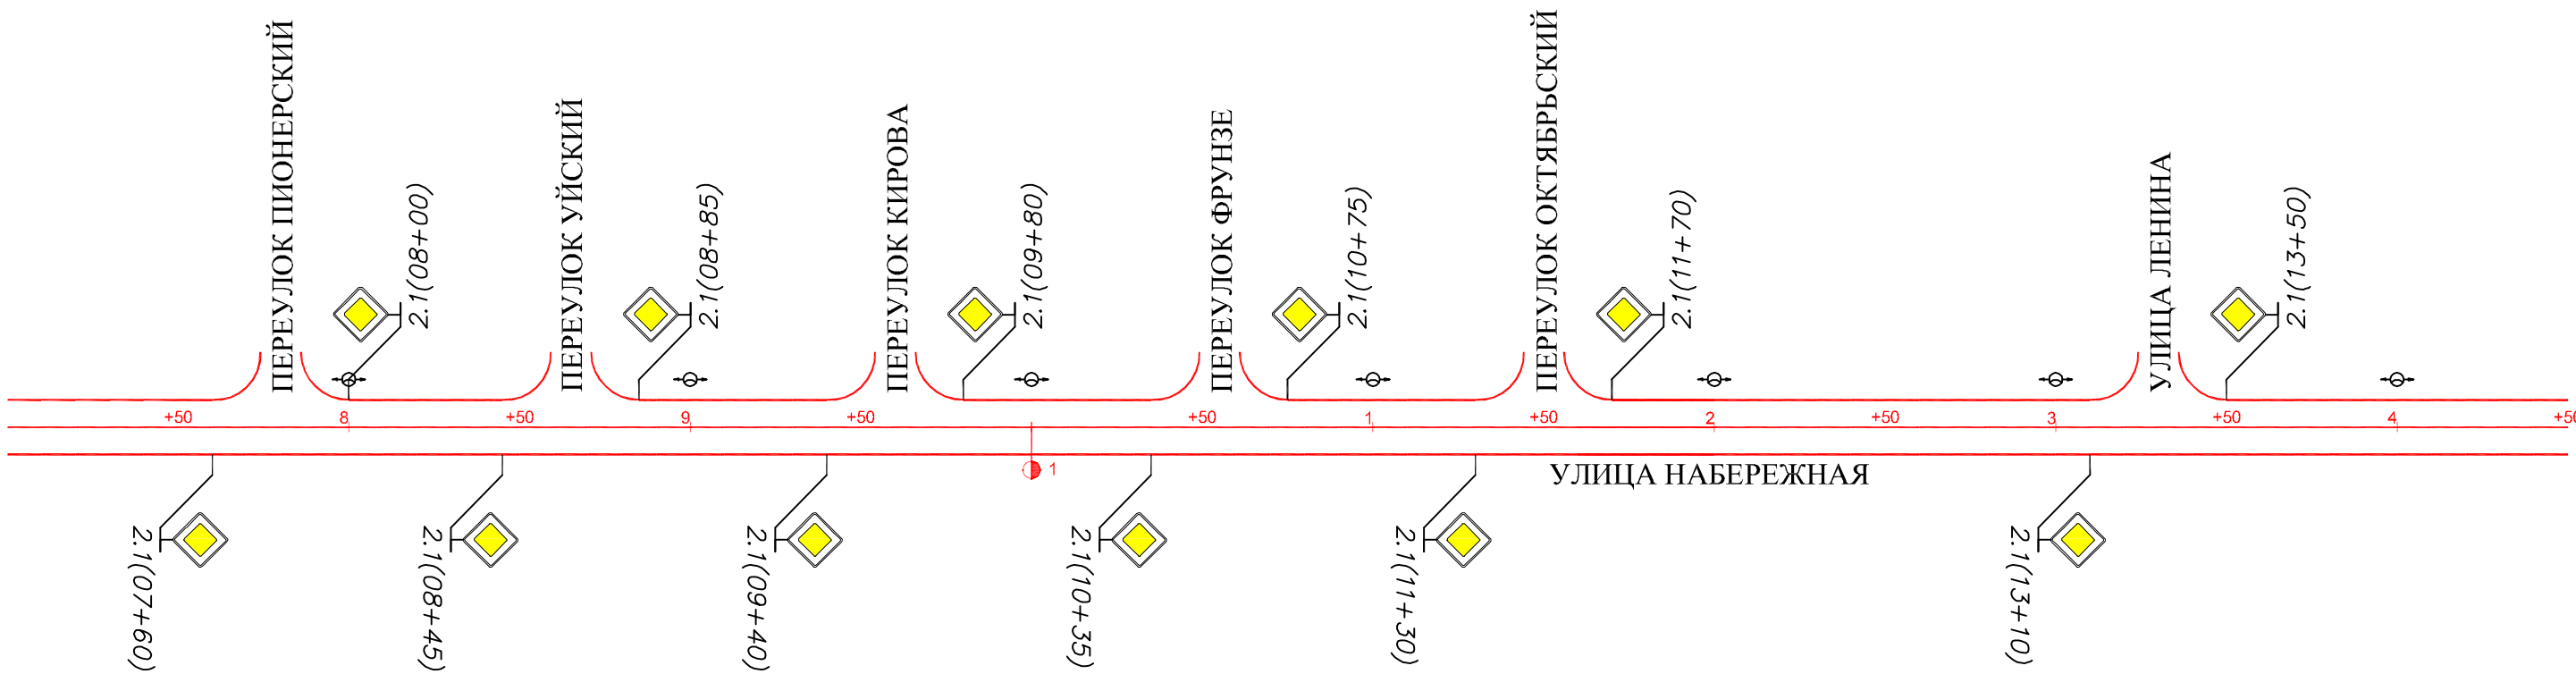 ПЕРЕУЛОК ПИОНЕРСКИЙ
2.1(08+00)
ПЕРЕУЛОК УЙСКИЙ
2.1(08+85)
ПЕРЕУЛОК КИРОВА
2.1(09+80)
ПЕРЕУЛОК ФРУНЗЕ
2.1(10+75)
ПЕРЕУЛОК ОКТЯБРЬСКИЙ
2.1(11+70)
УЛИЦА ЛЕНИНА
2.1(13+50)
+50 8 +50 9 +50 +50 1 +50 2 +50 3 +50 4 +50
1
УЛИЦА НАБЕРЕЖНАЯ
2.1(07+60)
2.1(08+45)
2.1(09+40)
2.1(10+35)
2.1(11+30)
2.1(13+10)